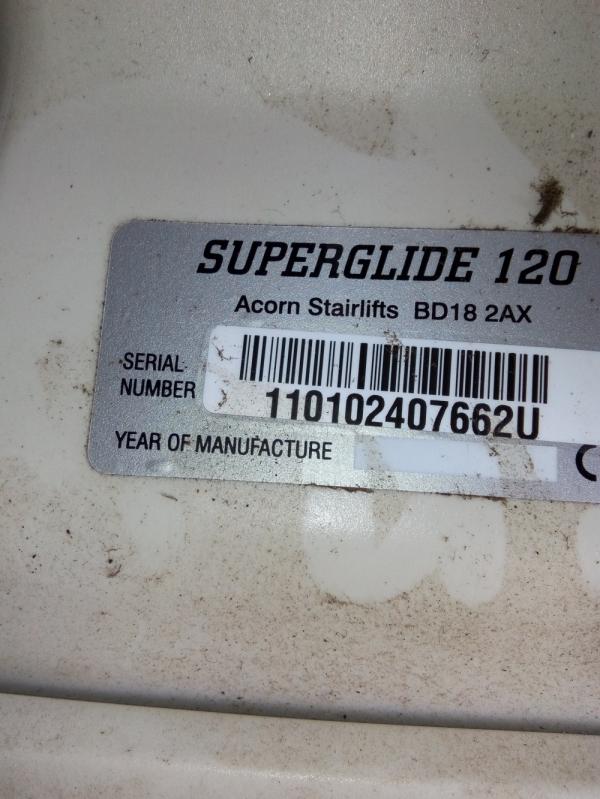 SUPERGLIDE 120
Acorn Stairlifts BD18 2AX
SERIAL
NUMBER
110102407662U
YEAR OF MANUFACTURE